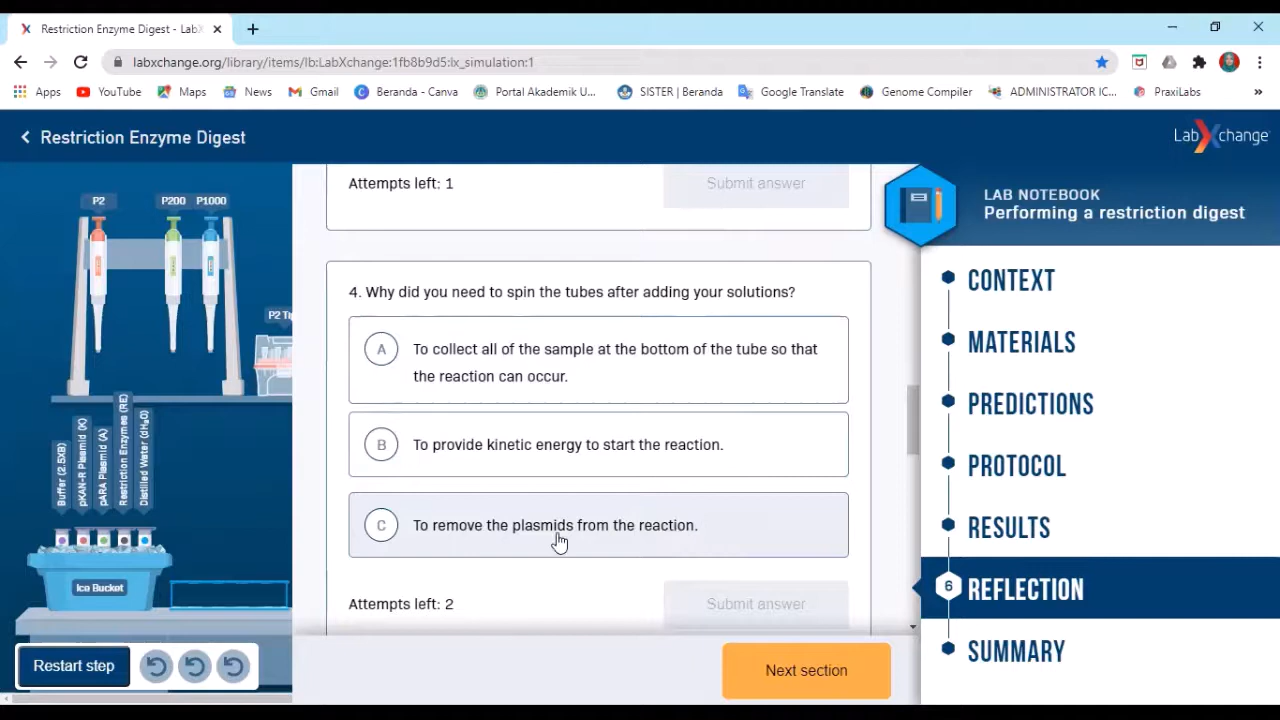 Restriction Enzyme Digest - LabX
labxchange.org/library/items/lb:LabXchange:1fb8b9d5:lx_simulation:1
Apps YouTube Maps News Gmail Beranda - Canva Portal Akademik U... SISTER | Beranda Google Translate Genome Compiler ADMINISTRATOR IC... PraxiLabs »
Restriction Enzyme Digest
LabXchange
P2 P200 P1000
P2 Ti
Buffer (2.5XB)
pKAN-R Plasmid (K)
pARA Plasmid (A)
Restriction Enzymes (RE)
Distilled Water (dH₂O)
Ice Bucket
Restart step
Attempts left: 1
Submit answer
4. Why did you need to spin the tubes after adding your solutions?
A To collect all of the sample at the bottom of the tube so that
the reaction can occur.
B To provide kinetic energy to start the reaction.
C To remove the plasmids from the reaction.
Attempts left: 2
Submit answer
Next section
LAB NOTEBOOK
Performing a restriction digest
CONTEXT
MATERIALS
PREDICTIONS
PROTOCOL
RESULTS
6 REFLECTION
SUMMARY